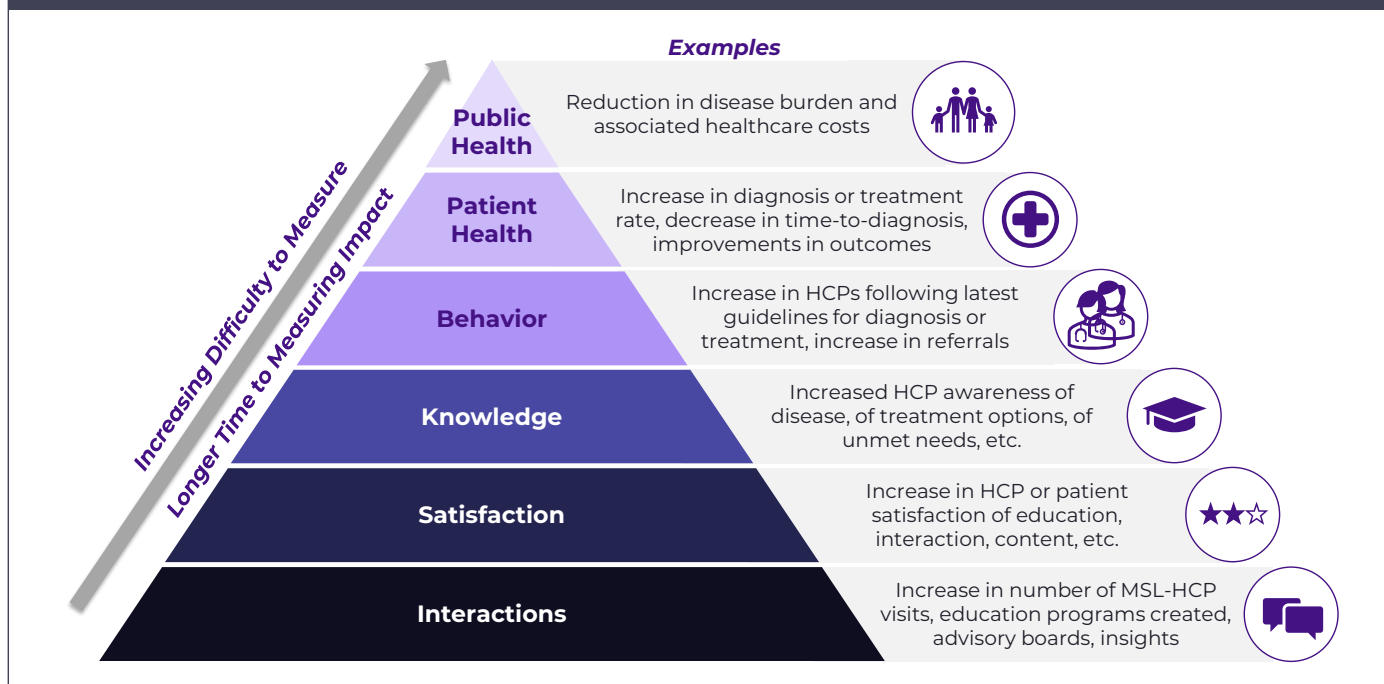 Examples
Increasing Difficulty to Measure
Longer Time to Measuring Impact
Public
Health
Reduction in disease burden and
associated healthcare costs
Patient
Health
Increase in diagnosis or treatment
rate, decrease in time-to-diagnosis,
improvements in outcomes
Behavior
Increase in HCPs following latest
guidelines for diagnosis or
treatment, increase in referrals
Knowledge
Increased HCP awareness of
disease, of treatment options, of
unmet needs, etc.
Satisfaction
Increase in HCP or patient
satisfaction of education,
interaction, content, etc.
Interactions
Increase in number of MSL-HCP
visits, education programs created,
advisory boards, insights